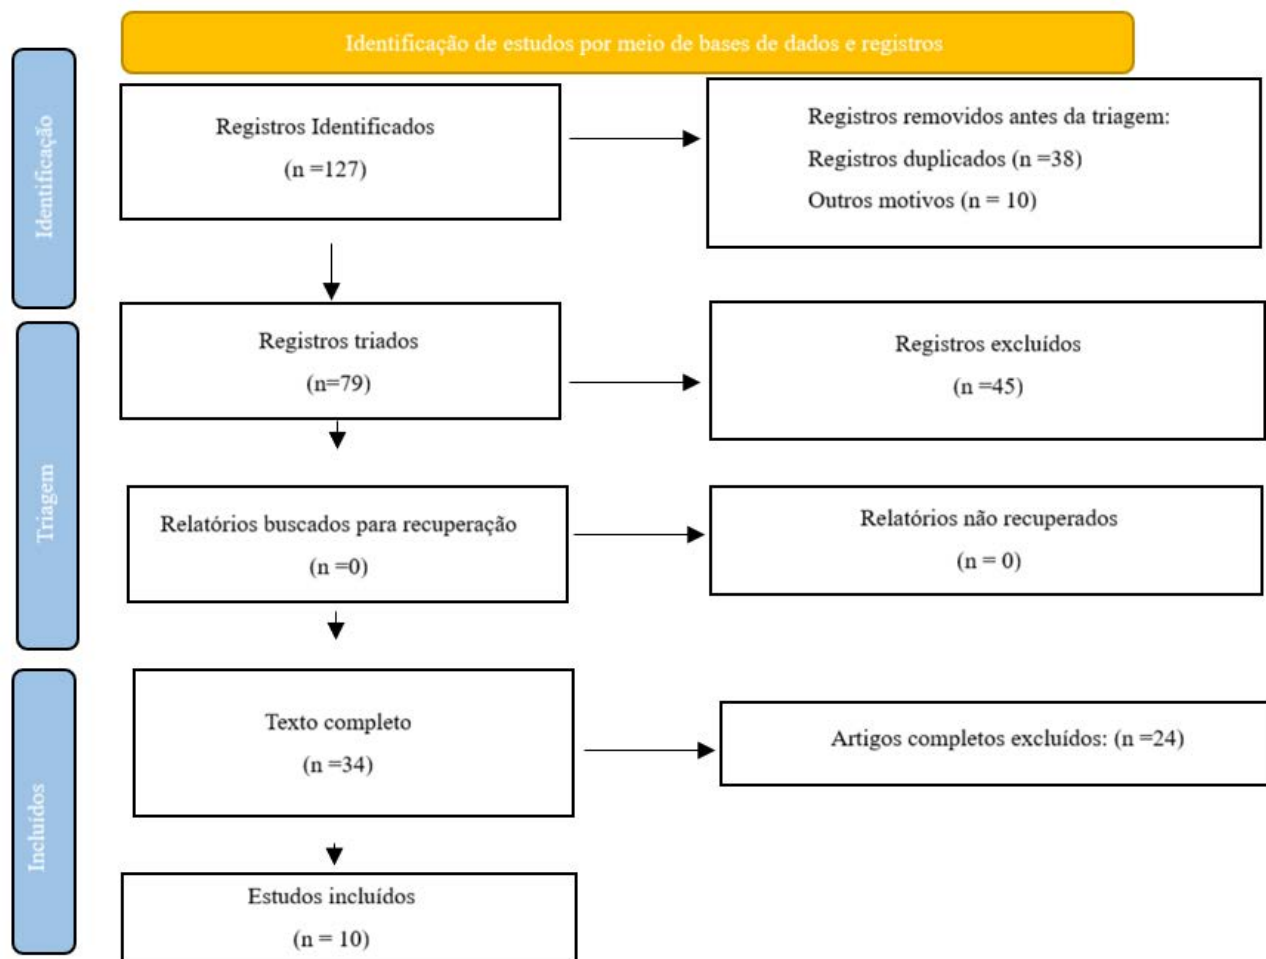 Identificação de estudos por meio de bases de dados e registros
Identificação
Registros Identificados
(n =127)
Registros removidos antes da triagem:
Registros duplicados (n =38)
Outros motivos (n = 10)
Triagem
Registros triados
(n=79)
Registros excluídos
(n =45)
Relatórios buscados para recuperação
(n =0)
Relatórios não recuperados
(n = 0)
Incluídos
Texto completo
(n =34)
Artigos completos excluídos: (n =24)
Estudos incluídos
(n = 10)